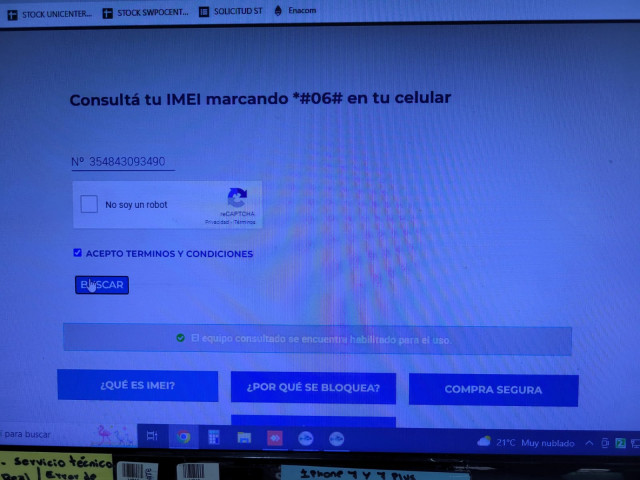 STOCK UNICENTER... STOCK SWPOCENT... SOLICITUD ST Enacom
Consultá tu IMEI marcando *#06# en tu celular
Nº 354843093490
No soy un robot
reCAPTCHA
Privacidad - Términos
ACEPTO TERMINOS Y CONDICIONES
BUSCAR
El equipo consultado se encuentra habilitado para el uso.
¿QUÉ ES IMEI? ¿POR QUÉ SE BLOQUEA? COMPRA SEGURA
para buscar
21°C Muy nublado
. servicio técnico
Iphone 7 y 7 Plus